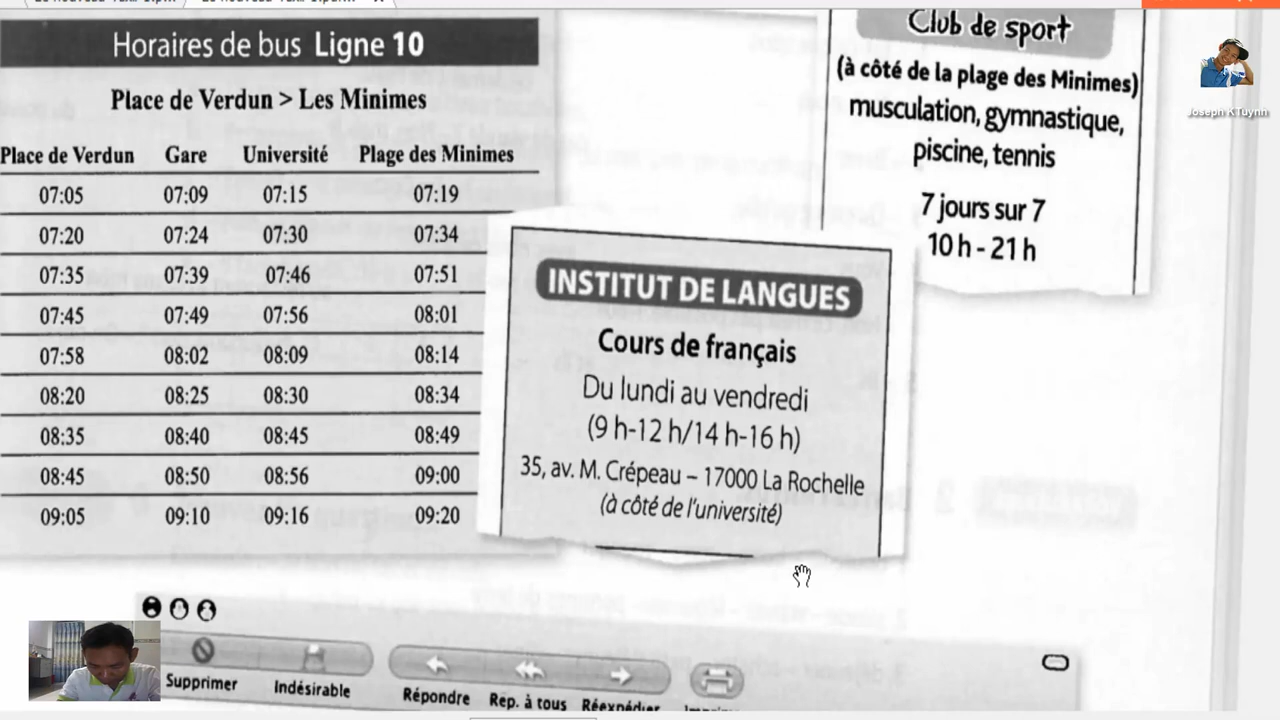 Horaires de bus Ligne 10
Place de Verdun > Les Minimes
Place de Verdun Gare Université Plage des Minimes
07:05 07:09 07:15 07:19
07:20 07:24 07:30 07:34
07:35 07:39 07:46 07:51
07:45 07:49 07:56 08:01
07:58 08:02 08:09 08:14
08:20 08:25 08:30 08:34
08:35 08:40 08:45 08:49
08:45 08:50 08:56 09:00
09:05 09:10 09:16 09:20
INSTITUT DE LANGUES
Cours de français
Du lundi au vendredi
(9 h-12 h/14 h-16 h)
35, av. M. Crépeau – 17000 La Rochelle
(à côté de l'université)
Club de sport
(à côté de la plage des Minimes)
musculation, gymnastique,
piscine, tennis
7 jours sur 7
10 h - 21 h
Joseph KTuynh
Supprimer Indésirable Répondre Rép. à tous Réexpédier